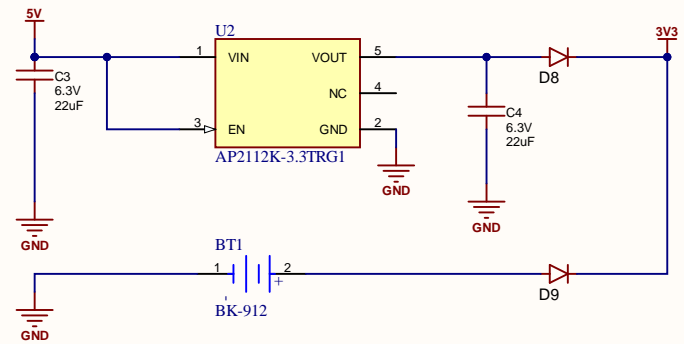 5V
3V3
U2
1
VIN
VOUT
5
D8
C3
6.3V
22uF
NC
4
C4
6.3V
22uF
3
EN
GND
2
AP2112K-3.3TRG1
GND
GND
GND
BT1
1
2
+
-
BK-912
D9
GND